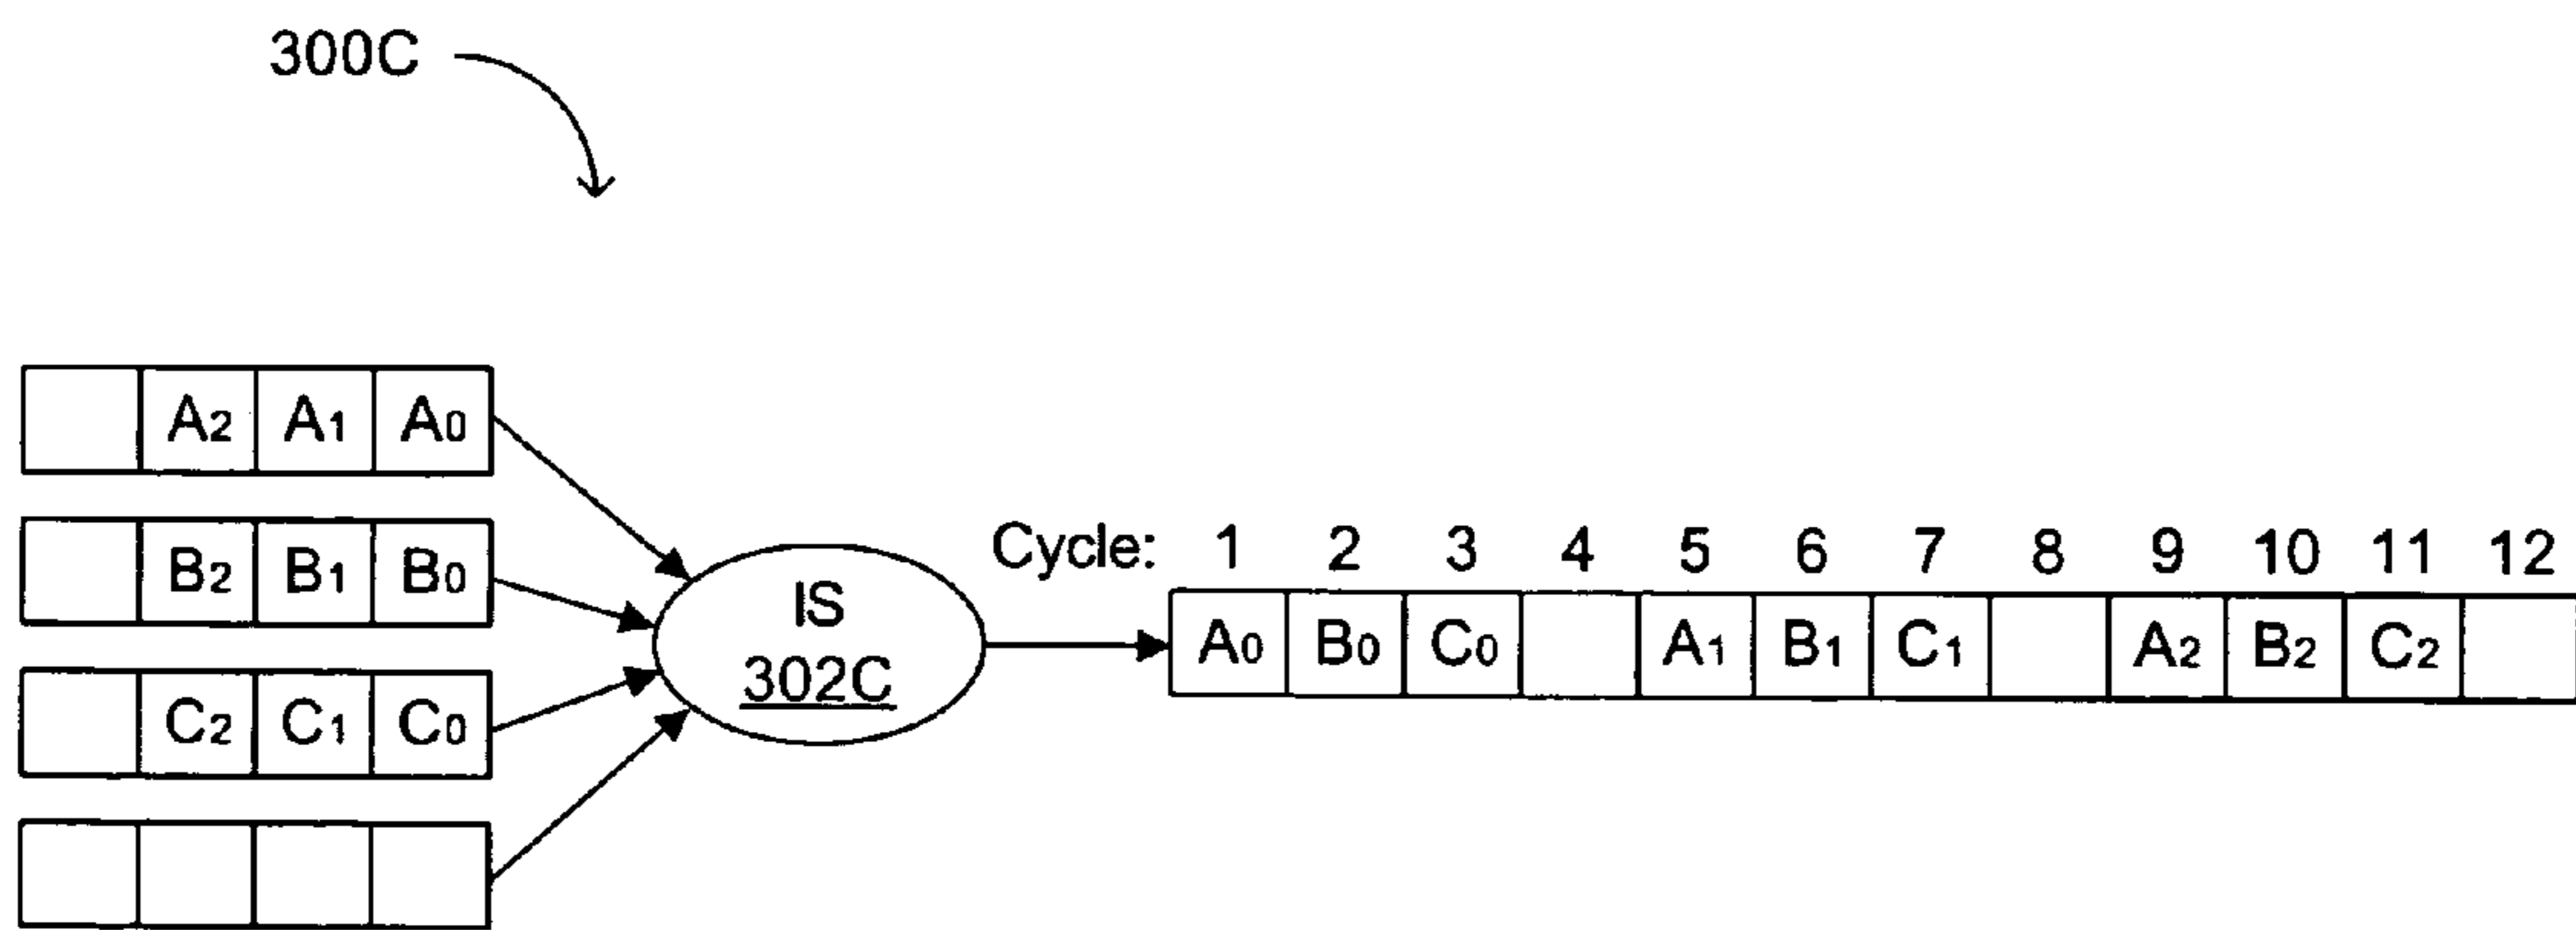 300C
A2 A1 A0
B2 B1 B0
C2 C1 C0
IS
302C
Cycle: 1 2 3 4 5 6 7 8 9 10 11 12
A0 B0 C0 A1 B1 C1 A2 B2 C2